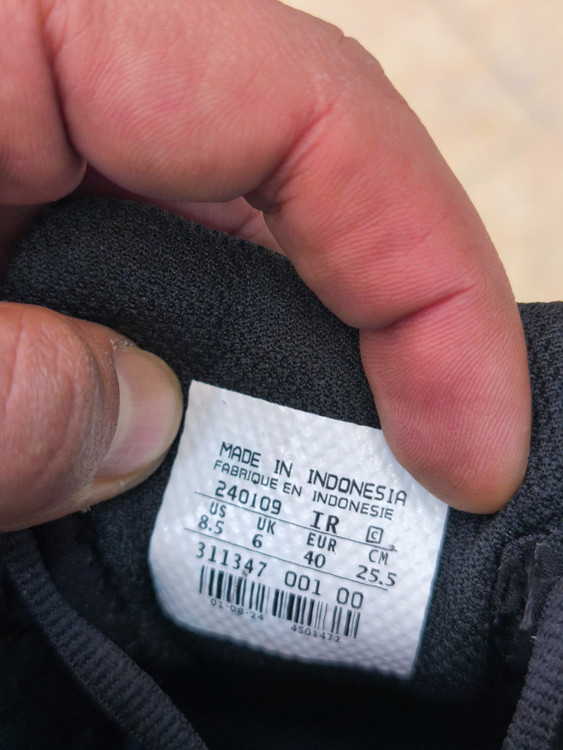 MADE IN INDONESIA
FABRIQUE EN INDONESIE
240109 IR C
US UK EUR CM
8.5 6 40 25.5
311347 001 00
01-08-24 4501472